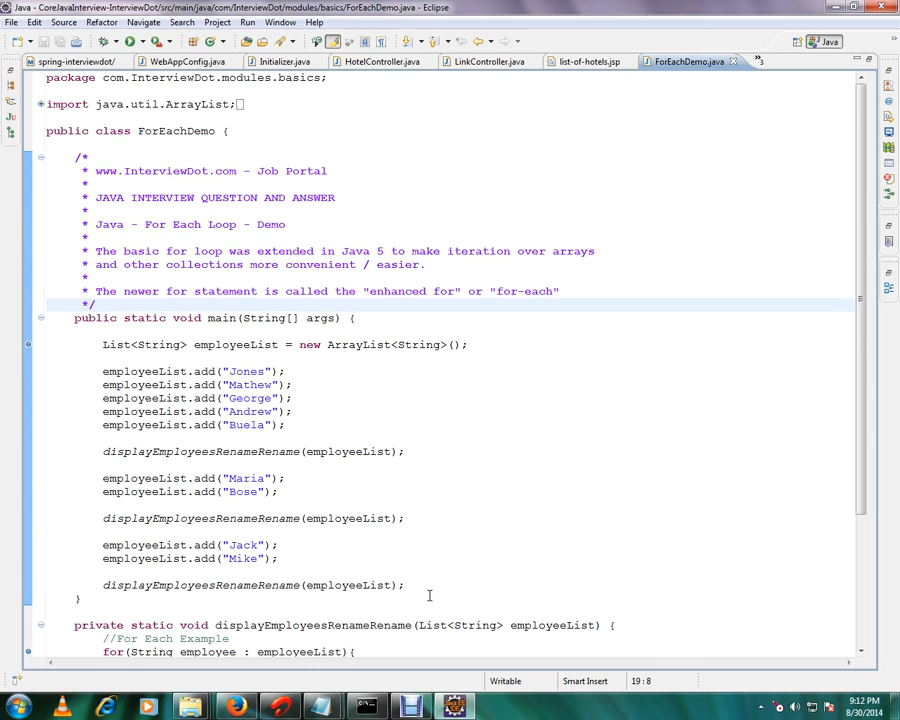 Java - CoreJavaInterview-InterviewDot/src/main/java/com/InterviewDot/modules/basics/ForEachDemo.java - Eclipse
File Edit Source Refactor Navigate Search Project Run Window Help
Java
spring-interviewdot/ WebAppConfig.java Initializer.java HotelController.java LinkController.java list-of-hotels.jsp ForEachDemo.java »3
package com.InterviewDot.modules.basics;
import java.util.ArrayList;
public class ForEachDemo {
/*
* www.InterviewDot.com - Job Portal
*
* JAVA INTERVIEW QUESTION AND ANSWER
*
* Java - For Each Loop - Demo
*
* The basic for loop was extended in Java 5 to make iteration over arrays
* and other collections more convenient / easier.
*
* The newer for statement is called the "enhanced for" or "for-each"
*/
public static void main(String[] args) {
List<String> employeeList = new ArrayList<String>();
employeeList.add("Jones");
employeeList.add("Mathew");
employeeList.add("George");
employeeList.add("Andrew");
employeeList.add("Buela");
displayEmployeesRenameRename(employeeList);
employeeList.add("Maria");
employeeList.add("Bose");
displayEmployeesRenameRename(employeeList);
employeeList.add("Jack");
employeeList.add("Mike");
displayEmployeesRenameRename(employeeList);
}
private static void displayEmployeesRenameRename(List<String> employeeList) {
//For Each Example
for(String employee : employeeList){
Writable Smart Insert 19 : 8
9:12 PM
8/30/2014